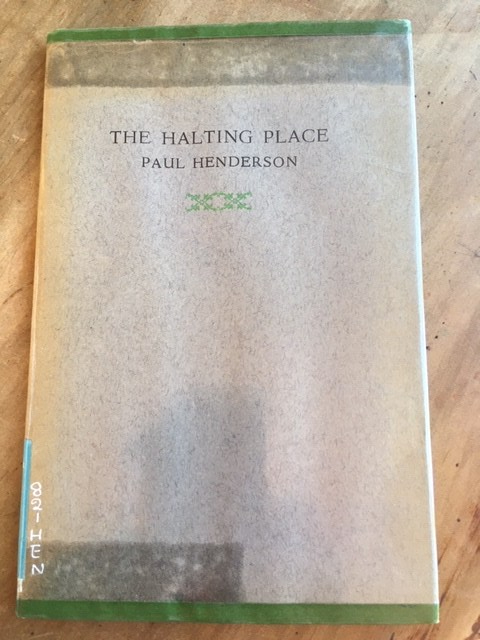 THE HALTING PLACE
PAUL HENDERSON
821 HEN